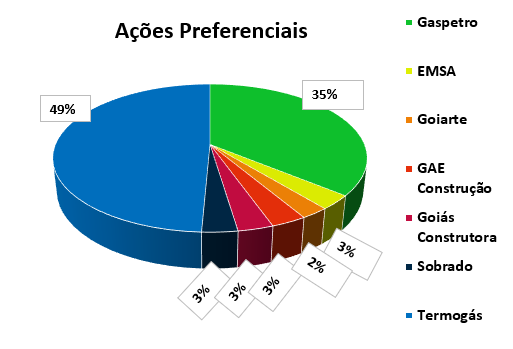 Ações Preferenciais
49%
35%
3%
3%
3%
2%
3%
Gaspetro
EMSA
Goiarte
GAE
Construção
Goiás
Construtora
Sobrado
Termogás